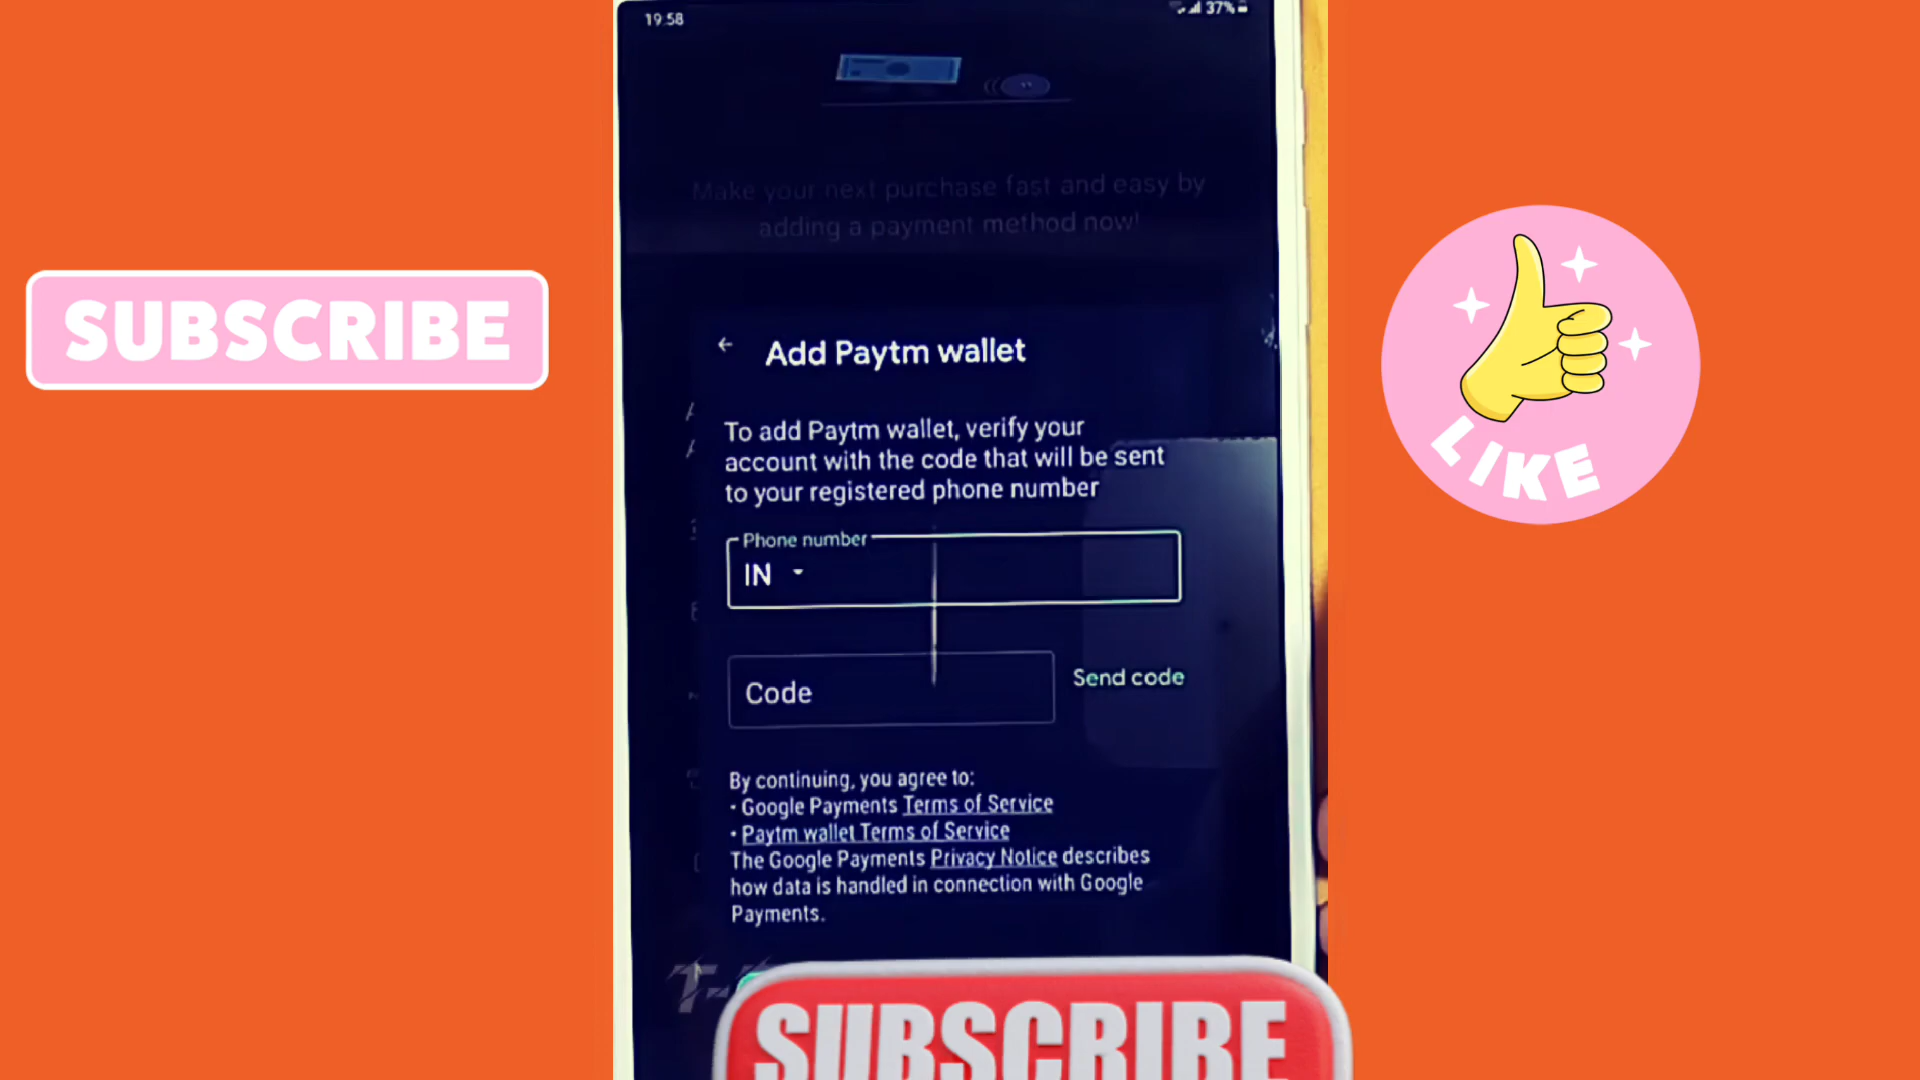 19:58
37%
Make your next purchase fast and easy by
adding a payment method now!
SUBSCRIBE
LIKE
Add Paytm wallet
To add Paytm wallet, verify your
account with the code that will be sent
to your registered phone number
Phone number
IN
Code
Send code
By continuing, you agree to:
• Google Payments Terms of Service
• Paytm wallet Terms of Service
The Google Payments Privacy Notice describes
how data is handled in connection with Google
Payments.
SUBSCRIBE